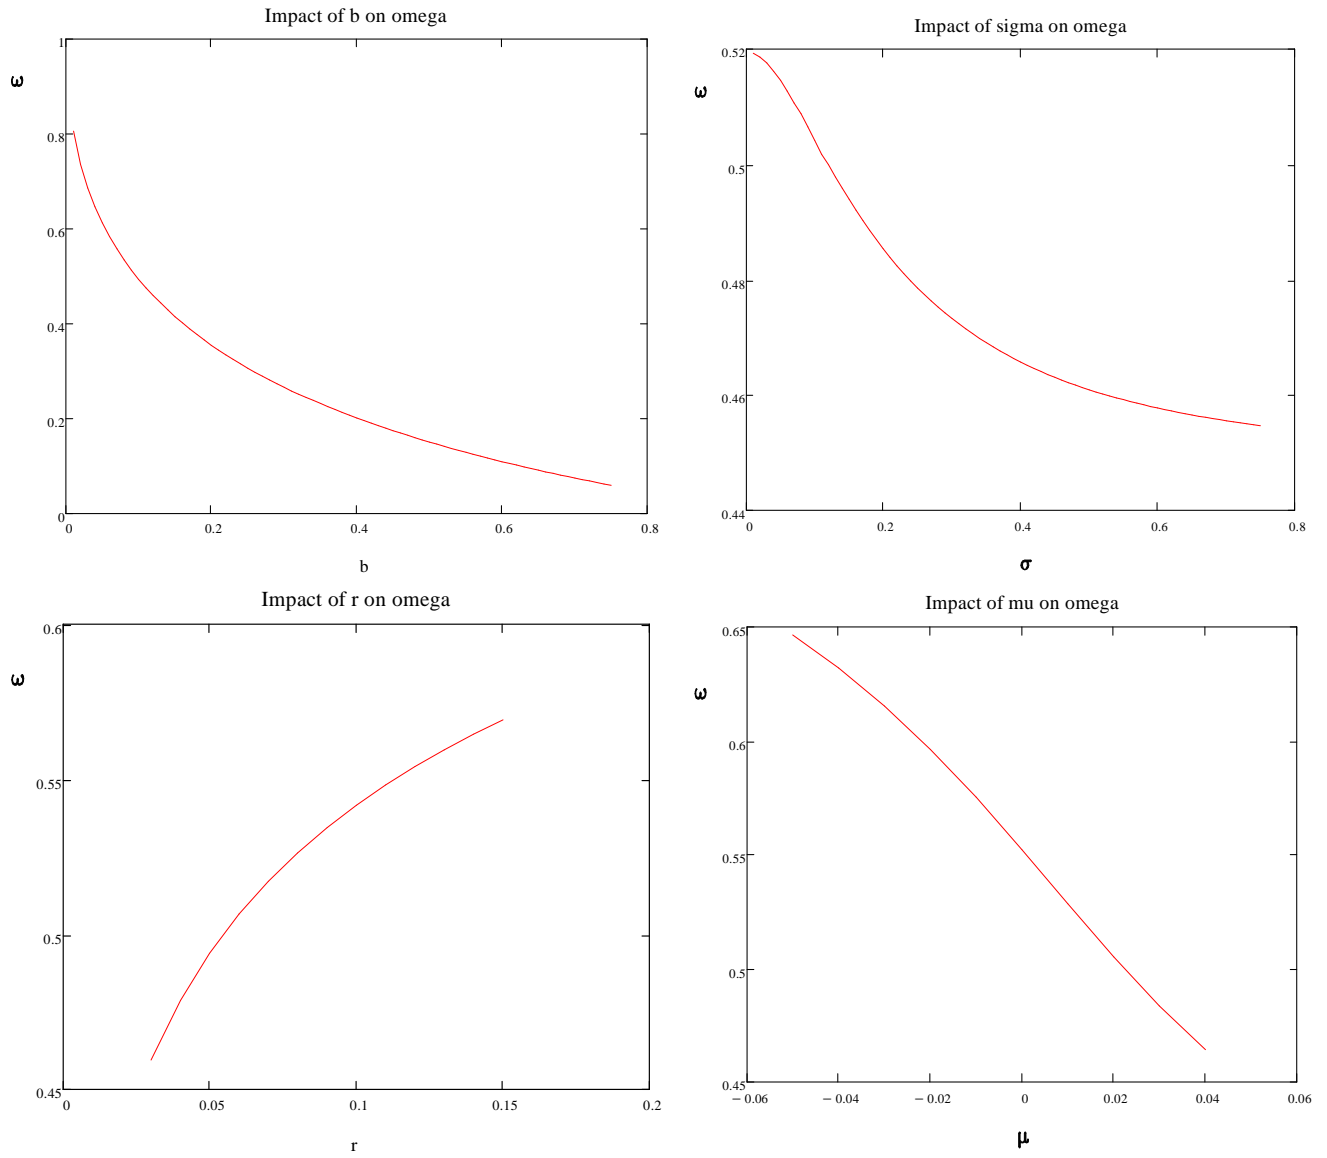 Impact of b on omega
1
ω
0.8
0.6
0.4
0.2
0
0 0.2 0.4 0.6 0.8
b
Impact of sigma on omega
0.52
ω
0.5
0.48
0.46
0.44
0.2 0.4 0.6 0.8
σ
Impact of r on omega
0.6
ω
0.55
0.5
0.45
0 0.05 0.1 0.15 0.2
r
Impact of mu on omega
0.65
ω
0.6
0.55
0.5
0.45
− 0.06 − 0.04 − 0.02 0 0.02 0.04 0.06
μ